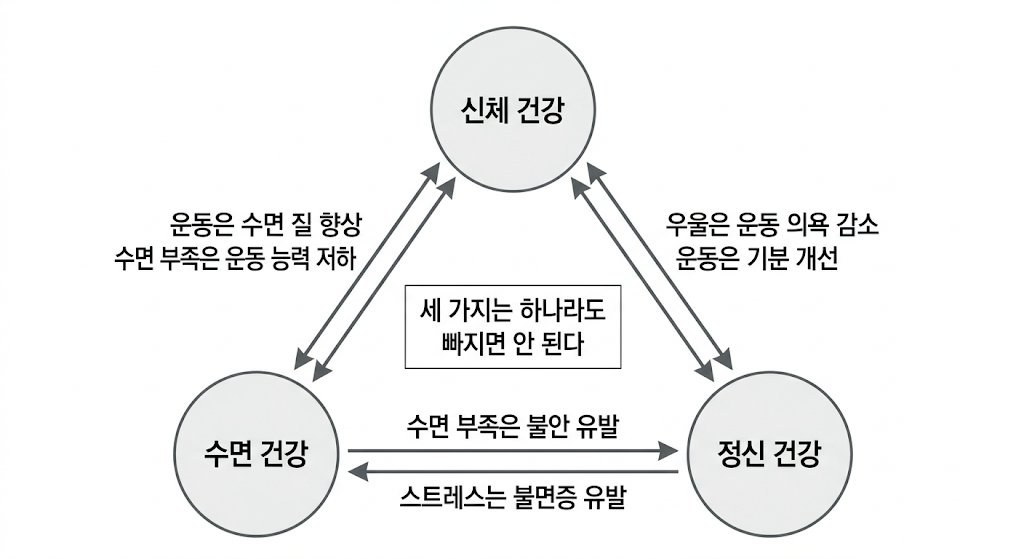 신체 건강
운동은 수면 질 향상
수면 부족은 운동 능력 저하
우울은 운동 의욕 감소
운동은 기분 개선
세 가지는 하나라도
빠지면 안 된다
수면 건강
수면 부족은 불안 유발
스트레스는 불면증 유발
정신 건강